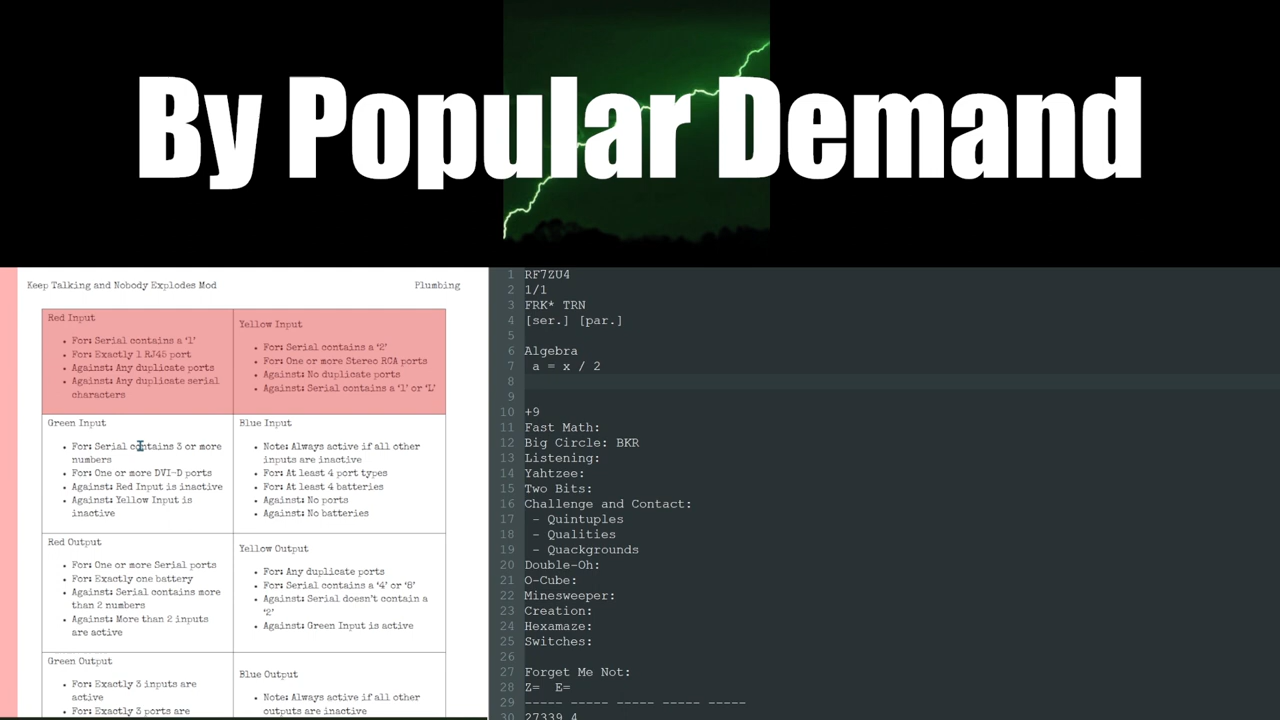 By Popular Demand
Keep Talking and Nobody Explodes Mod
Plumbing
Red Input
For: Serial contains a '1'
For: Exactly 1 RJ45 port
Against: Any duplicate ports
Against: Any duplicate serial
characters
Yellow Input
For: Serial contains a '2'
For: One or more Stereo RCA ports
Against: No duplicate ports
Against: Serial contains a '1' or 'L'
Green Input
For: Serial contains 3 or more
numbers
For: One or more DVI-D ports
Against: Red Input is inactive
Against: Yellow Input is
inactive
Blue Input
Note: Always active if all other
inputs are inactive
For: At least 4 port types
For: At least 4 batteries
Against: No ports
Against: No batteries
Red Output
For: One or more Serial ports
For: Exactly one battery
Against: Serial contains more
than 2 numbers
Against: More than 2 inputs
are active
Yellow Output
For: Any duplicate ports
For: Serial contains a '4' or '8'
Against: Serial doesn't contain a
'2'
Against: Green Input is active
Green Output
For: Exactly 3 inputs are
active
For: Exactly 3 ports are
Blue Output
Note: Always active if all other
outputs are inactive
1 RF7ZU4
2 1/1
3 FRK* TRN
4 [ser.] [par.]
5
6 Algebra
7 a = x / 2
8
9
10 +9
11 Fast Math:
12 Big Circle: BKR
13 Listening:
14 Yahtzee:
15 Two Bits:
16 Challenge and Contact:
17 - Quintuples
18 - Qualities
19 - Quackgrounds
20 Double-Oh:
21 O-Cube:
22 Minesweeper:
23 Creation:
24 Hexamaze:
25 Switches:
26
27 Forget Me Not:
28 Z= E=
29 ----- ----- ----- ----- -----
30 27339 4